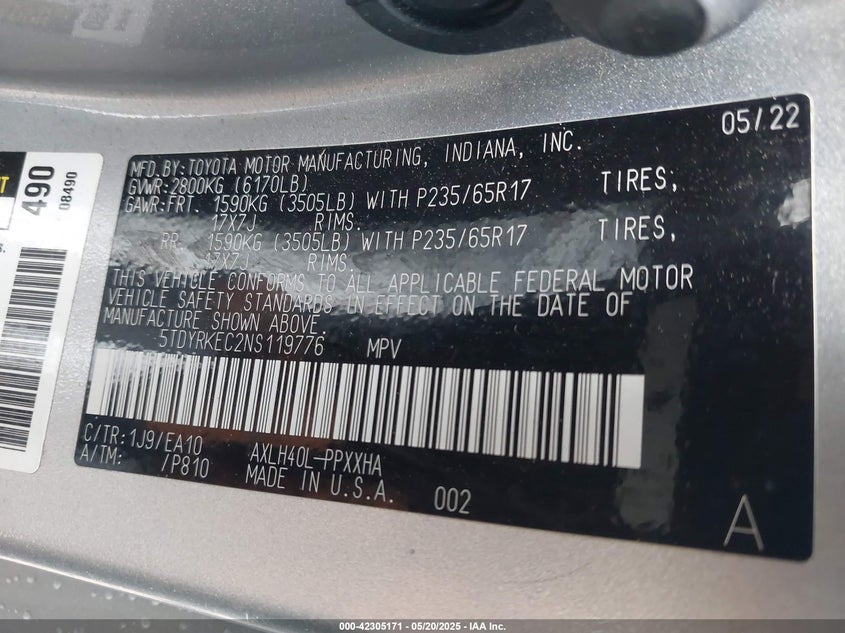 05/22
MFD.BY:TOYOTA MOTOR MANUFACTURING, INDIANA, INC.
GVWR:2800KG (6170LB)
GAWR:FRT. 1590KG (3505LB) WITH P235/65R17 TIRES,
17X7J RIMS.
RR. 1590KG (3505LB) WITH P235/65R17 TIRES,
17X7J RIMS.
THIS VEHICLE CONFORMS TO ALL APPLICABLE FEDERAL MOTOR
VEHICLE SAFETY STANDARDS IN EFFECT ON THE DATE OF
MANUFACTURE SHOWN ABOVE.
5TDYRKEC2NS119776 MPV
C/TR:1J9/EA10 AXLH40L-PPXXHA
A/TM: /P810 MADE IN U.S.A. 002
A
490
08490
000-42305171 - 05/20/2025 - IAA Inc.